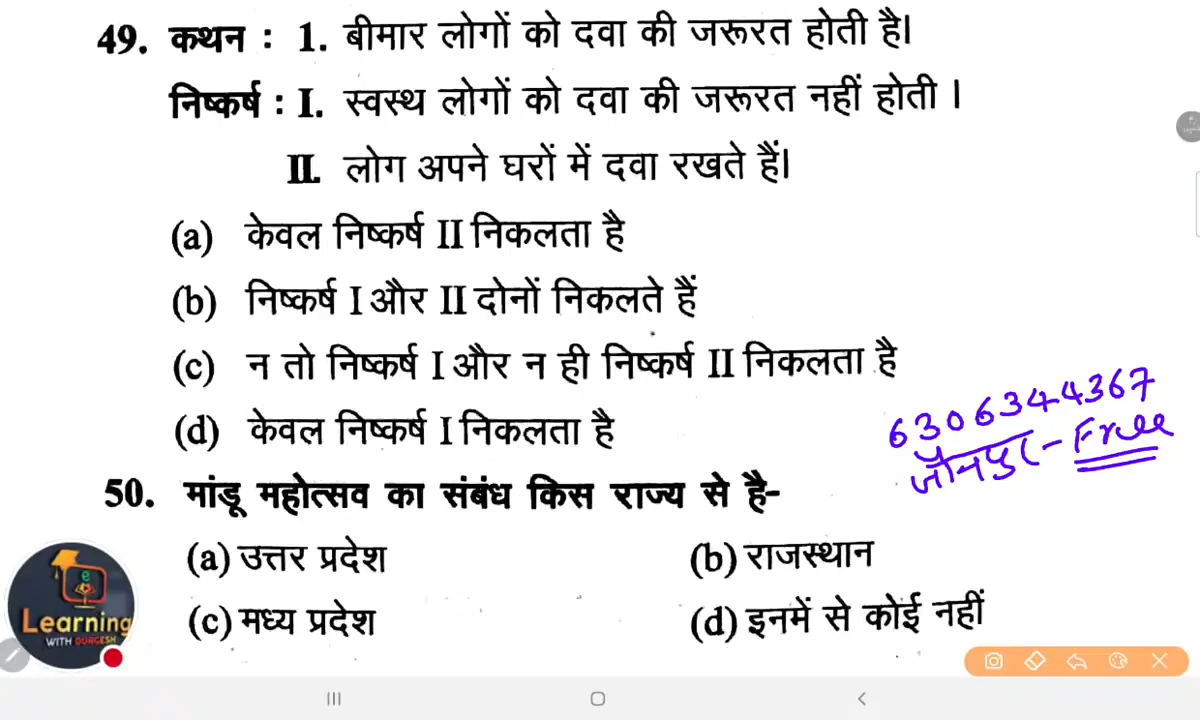 49. कथन : 1. बीमार लोगों को दवा की जरूरत होती है।
निष्कर्ष : I. स्वस्थ लोगों को दवा की जरूरत नहीं होती ।
II. लोग अपने घरों में दवा रखते हैं।
(a) केवल निष्कर्ष II निकलता है
(b) निष्कर्ष I और II दोनों निकलते हैं
(c) न तो निष्कर्ष I और न ही निष्कर्ष II निकलता है
(d) केवल निष्कर्ष I निकलता है
6306344367
जौनपुर - Free
50. मांडू महोत्सव का संबंध किस राज्य से है-
(a) उत्तर प्रदेश (b) राजस्थान
(c) मध्य प्रदेश (d) इनमें से कोई नहीं
e
Learning
WITH DURGESH